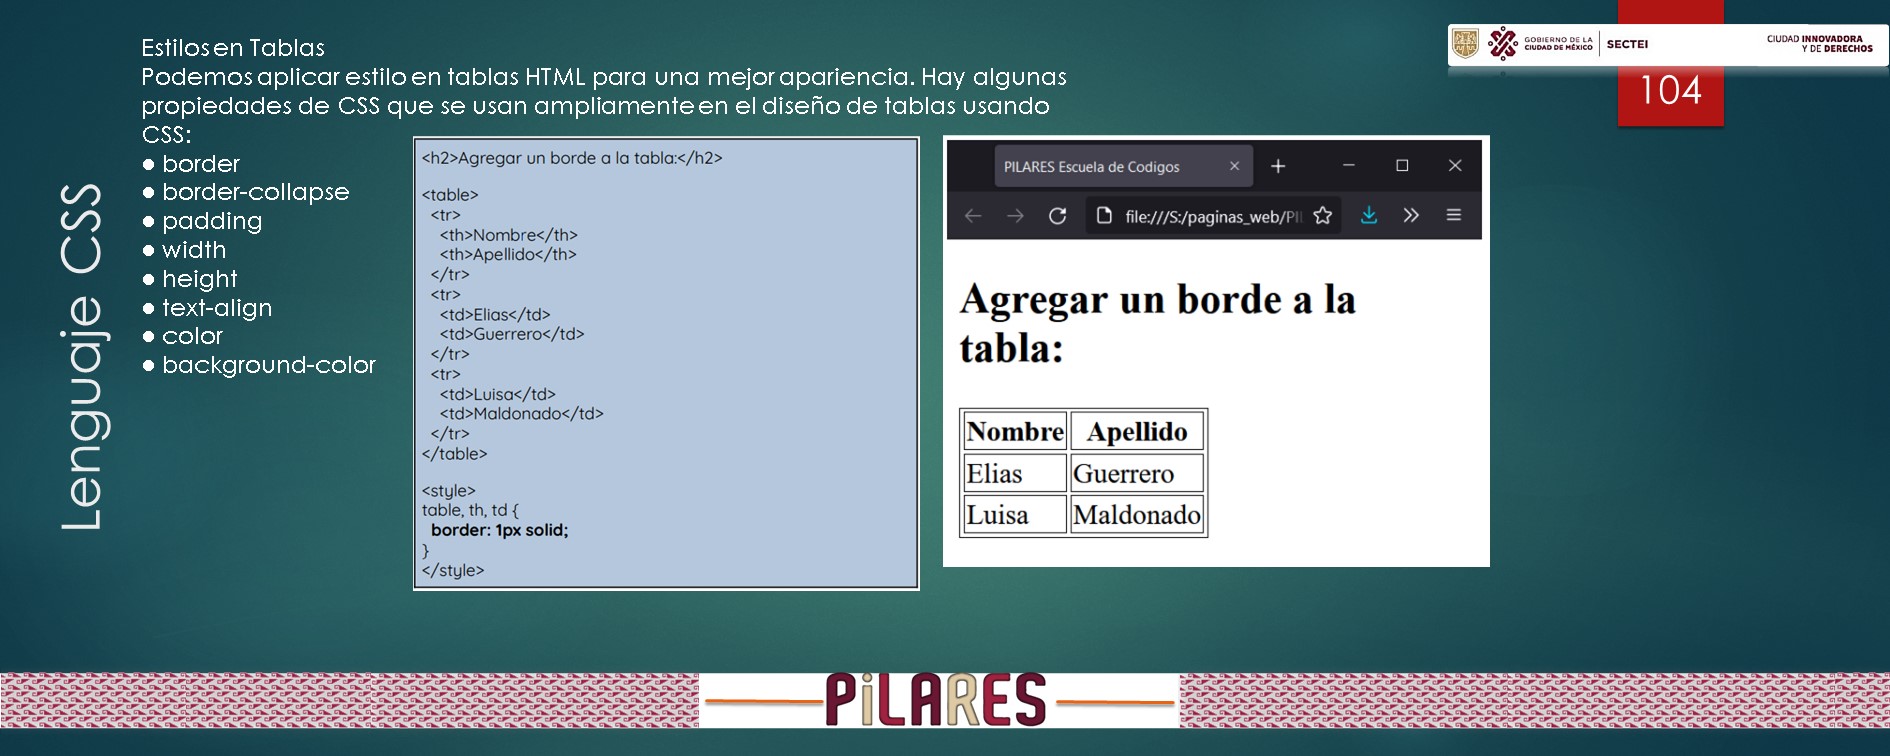 Estilos en Tablas
Podemos aplicar estilo en tablas HTML para una mejor apariencia. Hay algunas
propiedades de CSS que se usan ampliamente en el diseño de tablas usando
CSS:
● border
● border-collapse
● padding
● width
● height
● text-align
● color
● background-color
Lenguaje CSS
<h2>Agregar un borde a la tabla:</h2>
<table>
<tr>
<th>Nombre</th>
<th>Apellido</th>
</tr>
<tr>
<td>Elias</td>
<td>Guerrero</td>
</tr>
<tr>
<td>Luisa</td>
<td>Maldonado</td>
</tr>
</table>
<style>
table, th, td {
border: 1px solid;
}
</style>
PILARES Escuela de Codigos
file:///S:/paginas_web/PI
Agregar un borde a la
tabla:
Nombre Apellido
Elias Guerrero
Luisa Maldonado
GOBIERNO DE LA
CIUDAD DE MÉXICO
SECTEI
CIUDAD INNOVADORA
Y DE DERECHOS
104
PiLARES